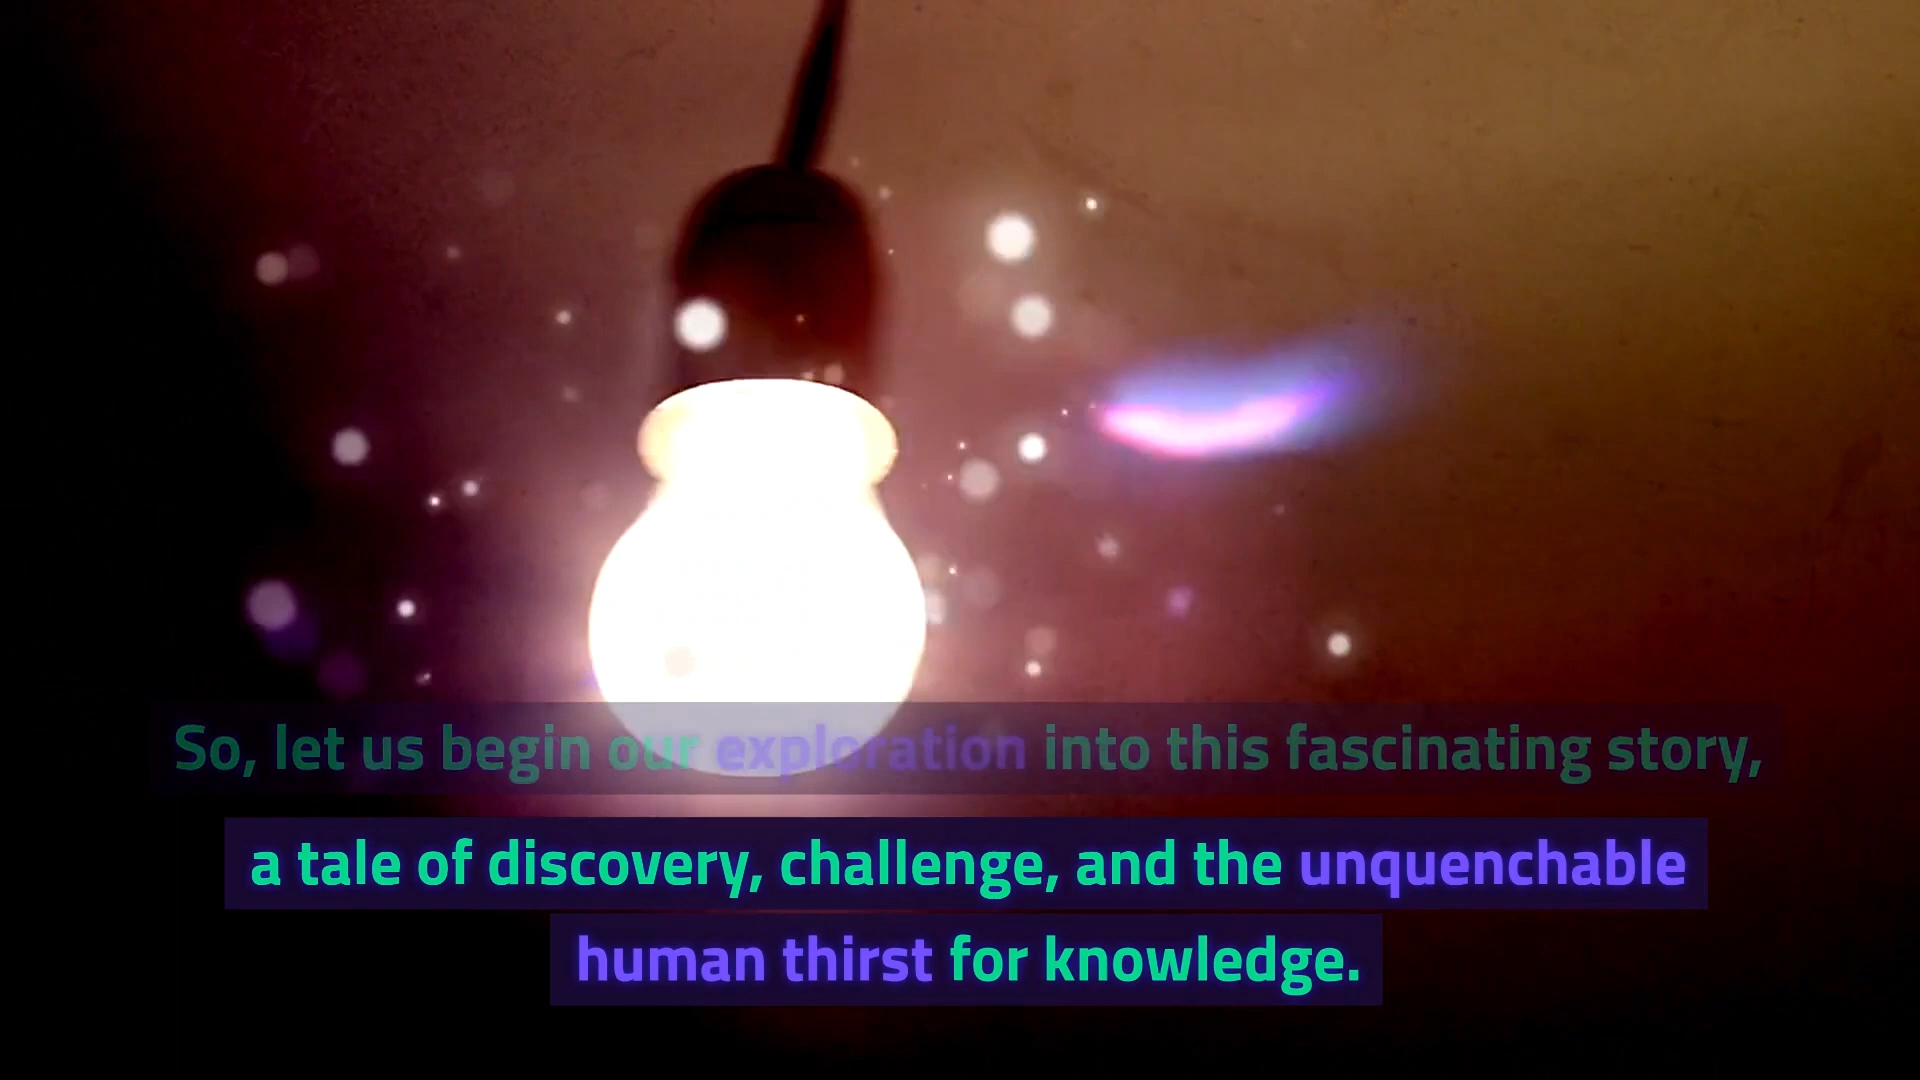 So, let us begin our exploration into this fascinating story,
a tale of discovery, challenge, and the unquenchable
human thirst for knowledge.